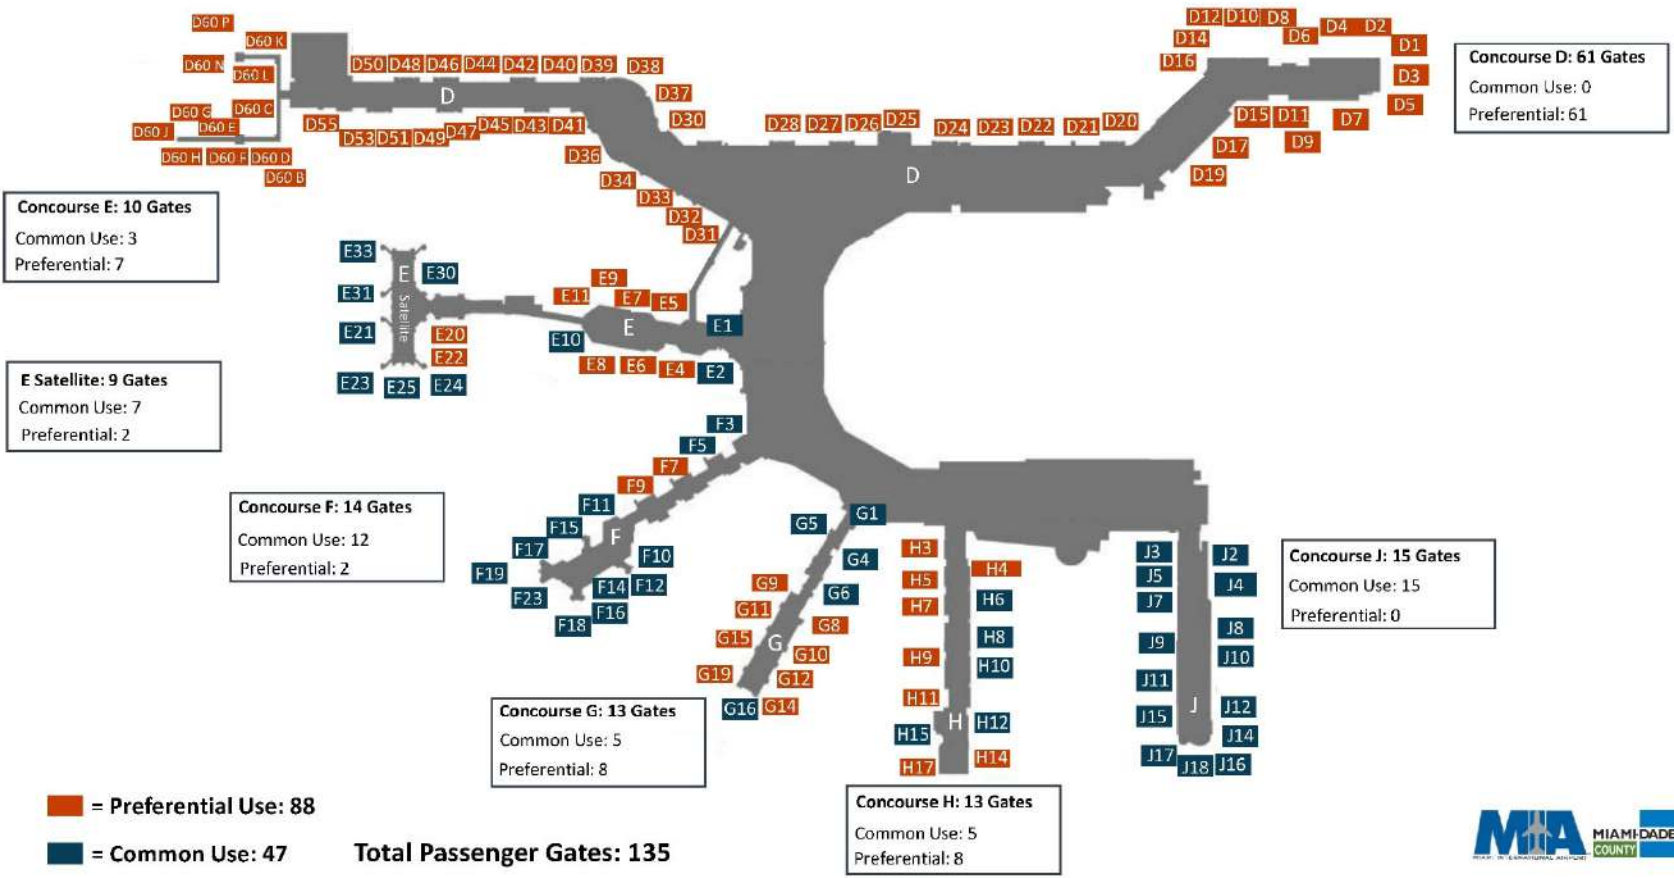 D60 P
D60 K
D60 N
D60 L
D60 G
D60 C
D60 J
D60 E
D60 H
D60 F
D60 D
D60 B
D50
D48
D46
D44
D42
D40
D39
D38
D37
D30
D
D55
D53
D51
D49
D47
D45
D43
D41
D36
D34
D33
D32
D31
D28
D27
D26
D25
D24
D23
D22
D21
D20
D
D12
D10
D8
D6
D4
D2
D1
D14
D16
D3
D5
D15
D11
D7
D9
D17
D19
Concourse D: 61 Gates
Common Use: 0
Preferential: 61
Concourse E: 10 Gates
Common Use: 3
Preferential: 7
E33
E
E30
E31
Satellite
E21
E20
E22
E23
E25
E24
E9
E11
E7
E5
E10
E
E1
E8
E6
E4
E2
E Satellite: 9 Gates
Common Use: 7
Preferential: 2
F3
F5
F7
F9
F11
F15
F
F17
F10
F19
F14
F12
F23
F16
F18
Concourse F: 14 Gates
Common Use: 12
Preferential: 2
G1
G5
G4
G9
G6
G11
G8
G15
G
G10
G19
G12
G16
G14
Concourse G: 13 Gates
Common Use: 5
Preferential: 8
H3
H4
H5
H6
H7
H8
H9
H10
H11
H
H12
H15
H14
H17
Concourse H: 13 Gates
Common Use: 5
Preferential: 8
J3
J2
J5
J4
J7
J8
J9
J10
J11
J
J12
J15
J14
J17
J18
J16
Concourse J: 15 Gates
Common Use: 15
Preferential: 0
= Preferential Use: 88
= Common Use: 47
Total Passenger Gates: 135
MIA
MIAMI INTERNATIONAL AIRPORT
MIAMI-DADE
COUNTY